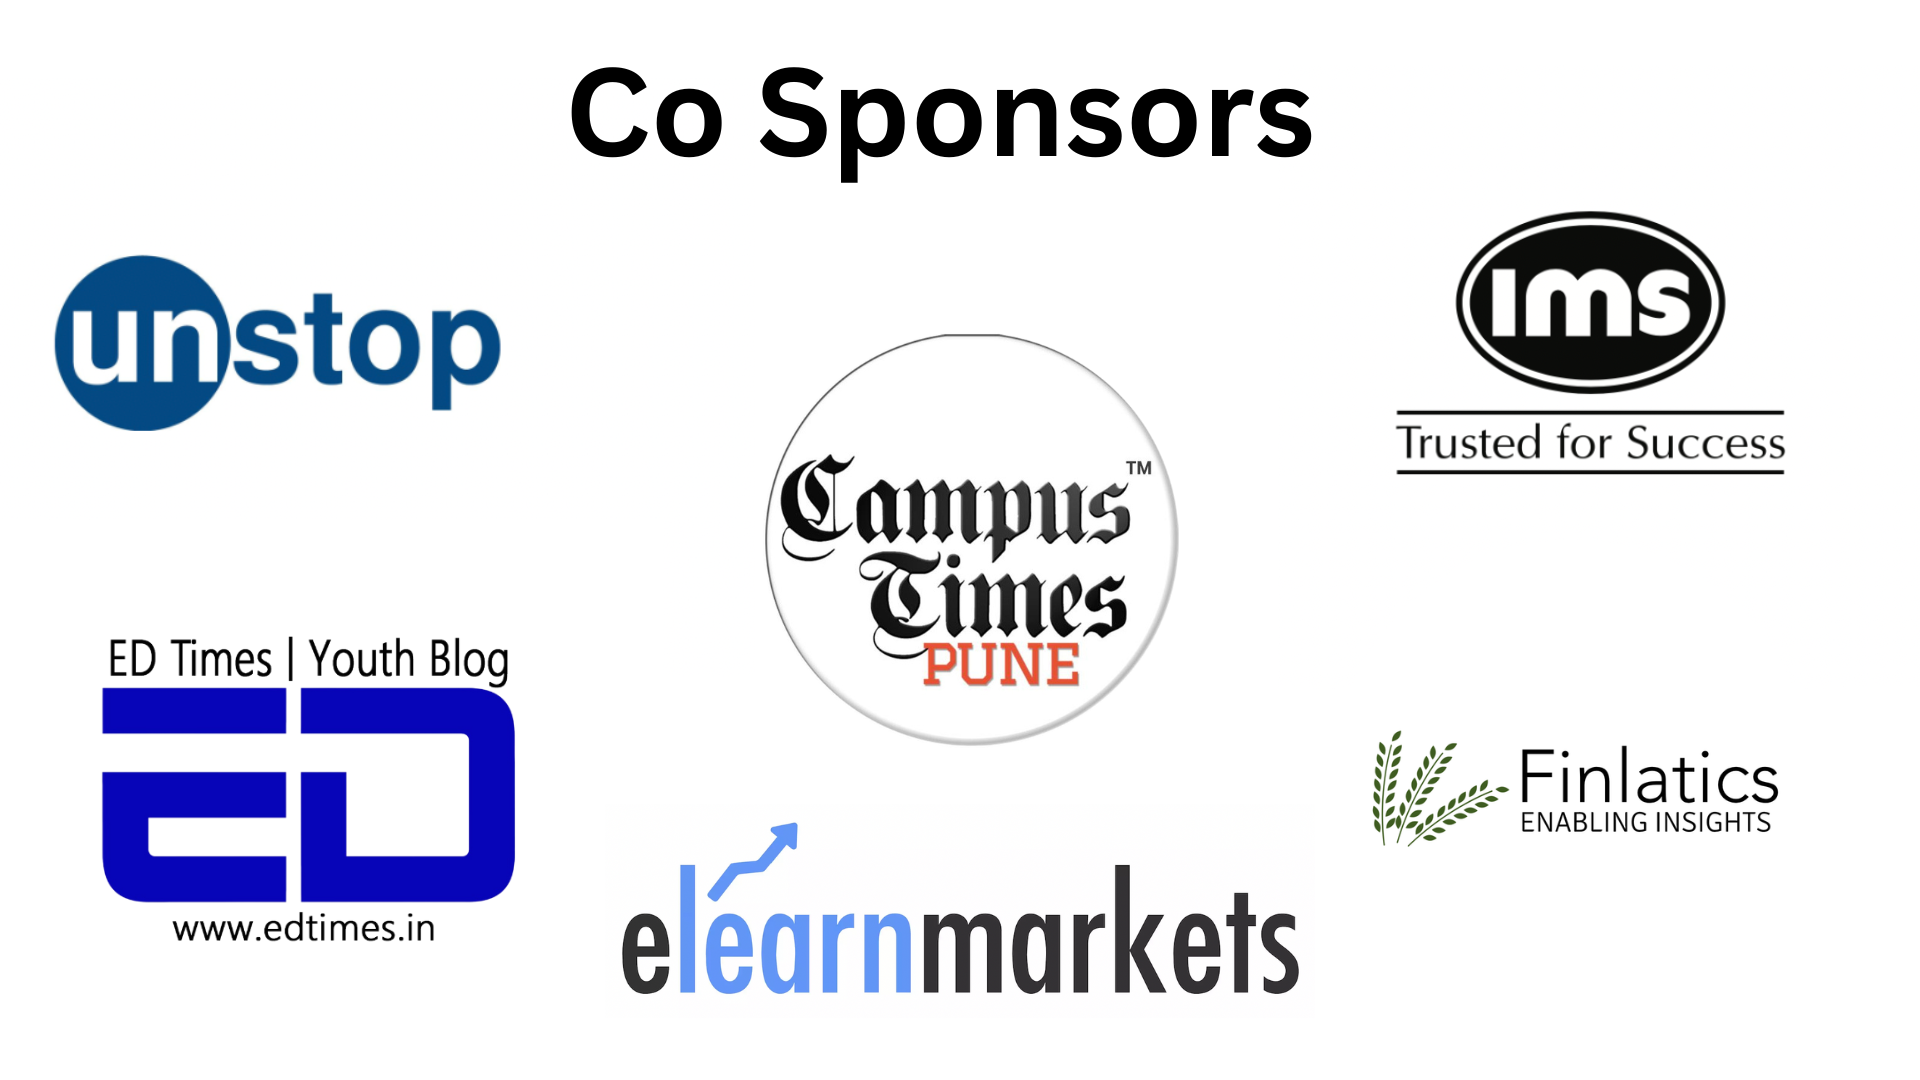 Co Sponsors
unstop
ims
Trusted for Success
Campus TM
Times
PUNE
ED Times | Youth Blog
ED
www.edtimes.in
Finlatics
ENABLING INSIGHTS
elearnmarkets